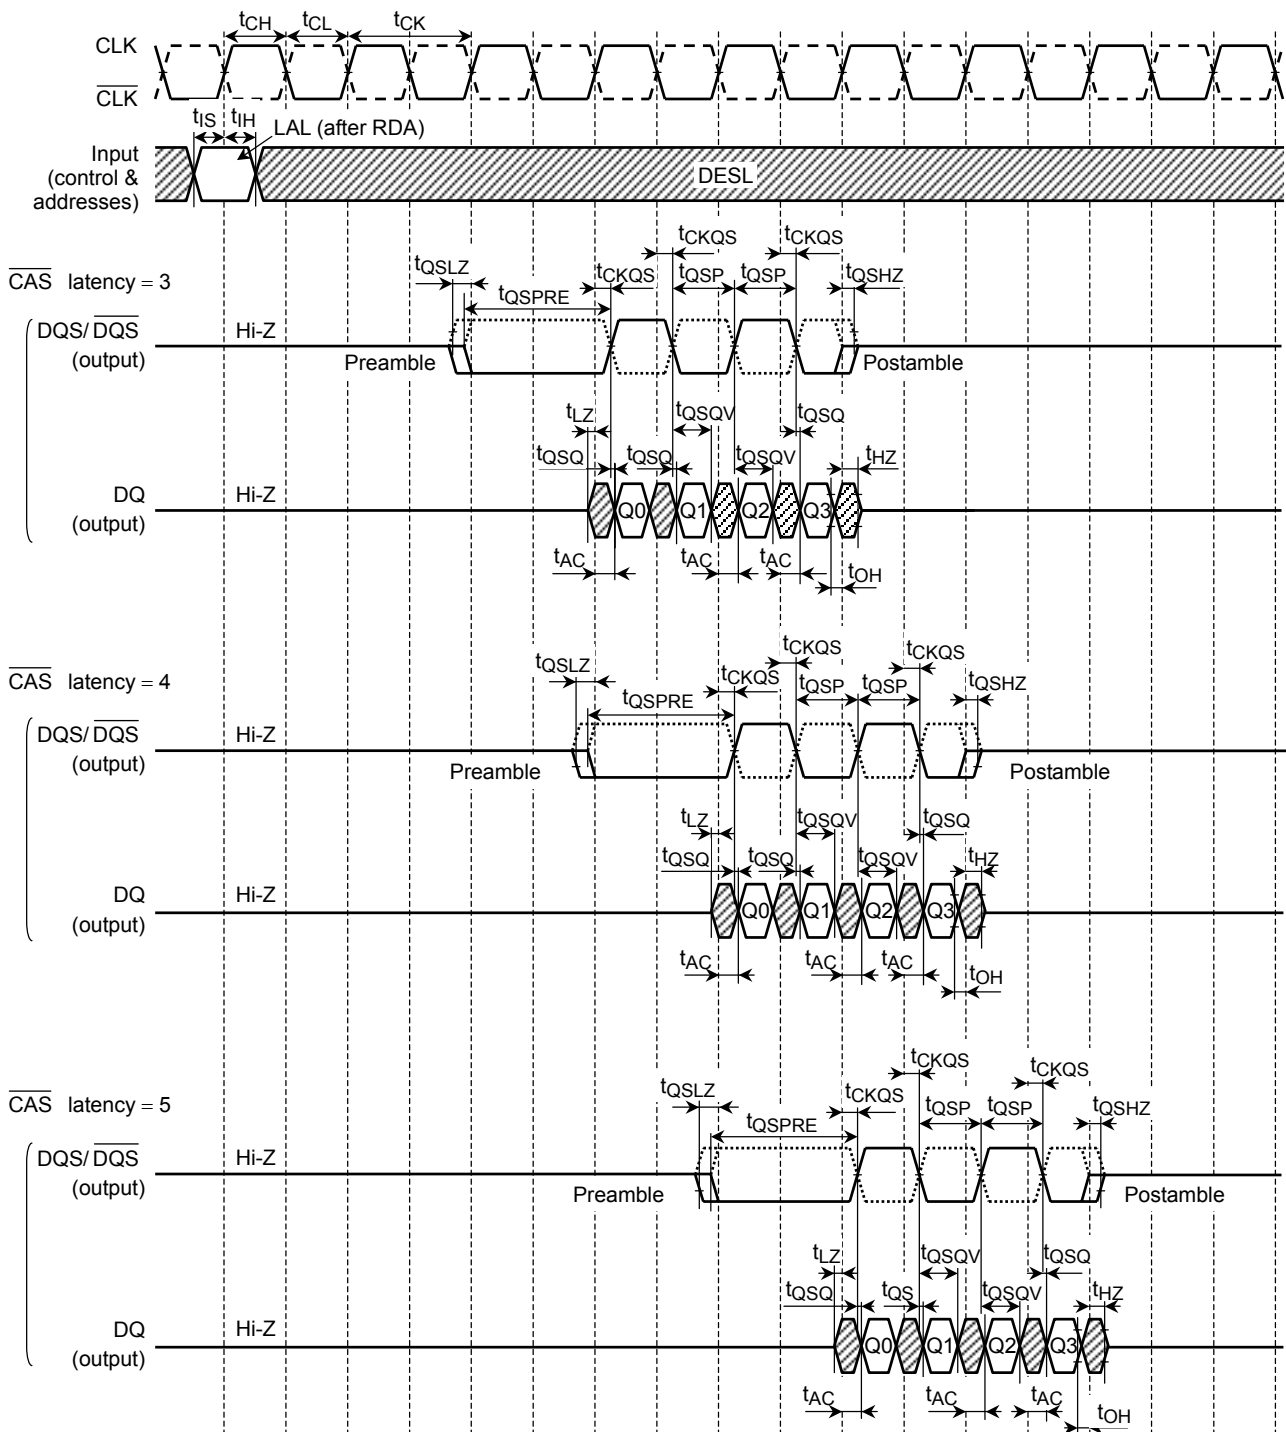 tCH tCL tCK
CLK
CLK
tIS tIH
LAL (after RDA)
Input
(control &
addresses)
DESL
tCKQS tCKQS
tQSLZ tCKQS tQSP tQSP tQSHZ
CAS latency = 3
tQSPRE
DQS/ DQS
(output)
Hi-Z
Preamble
Postamble
tLZ tQSQV tQSQ
tQSQ tQSQ tQSQV tHZ
DQ
(output)
Hi-Z
Q0 Q1 Q2 Q3
tAC tAC tAC tOH
tCKQS tCKQS
tQSLZ tCKQS tQSP tQSP tQSHZ
CAS latency = 4
tQSPRE
DQS/ DQS
(output)
Hi-Z
Preamble
Postamble
tLZ tQSQV tQSQ
tQSQ tQSQ tQSQV tHZ
DQ
(output)
Hi-Z
Q0 Q1 Q2 Q3
tAC tAC tAC tOH
tCKQS tCKQS
tQSLZ tCKQS tQSP tQSP tQSHZ
CAS latency = 5
tQSPRE
DQS/ DQS
(output)
Hi-Z
Preamble
Postamble
tLZ tQSQV tQSQ
tQSQ tQS tQSQV tHZ
DQ
(output)
Hi-Z
Q0 Q1 Q2 Q3
tAC tAC tAC tOH